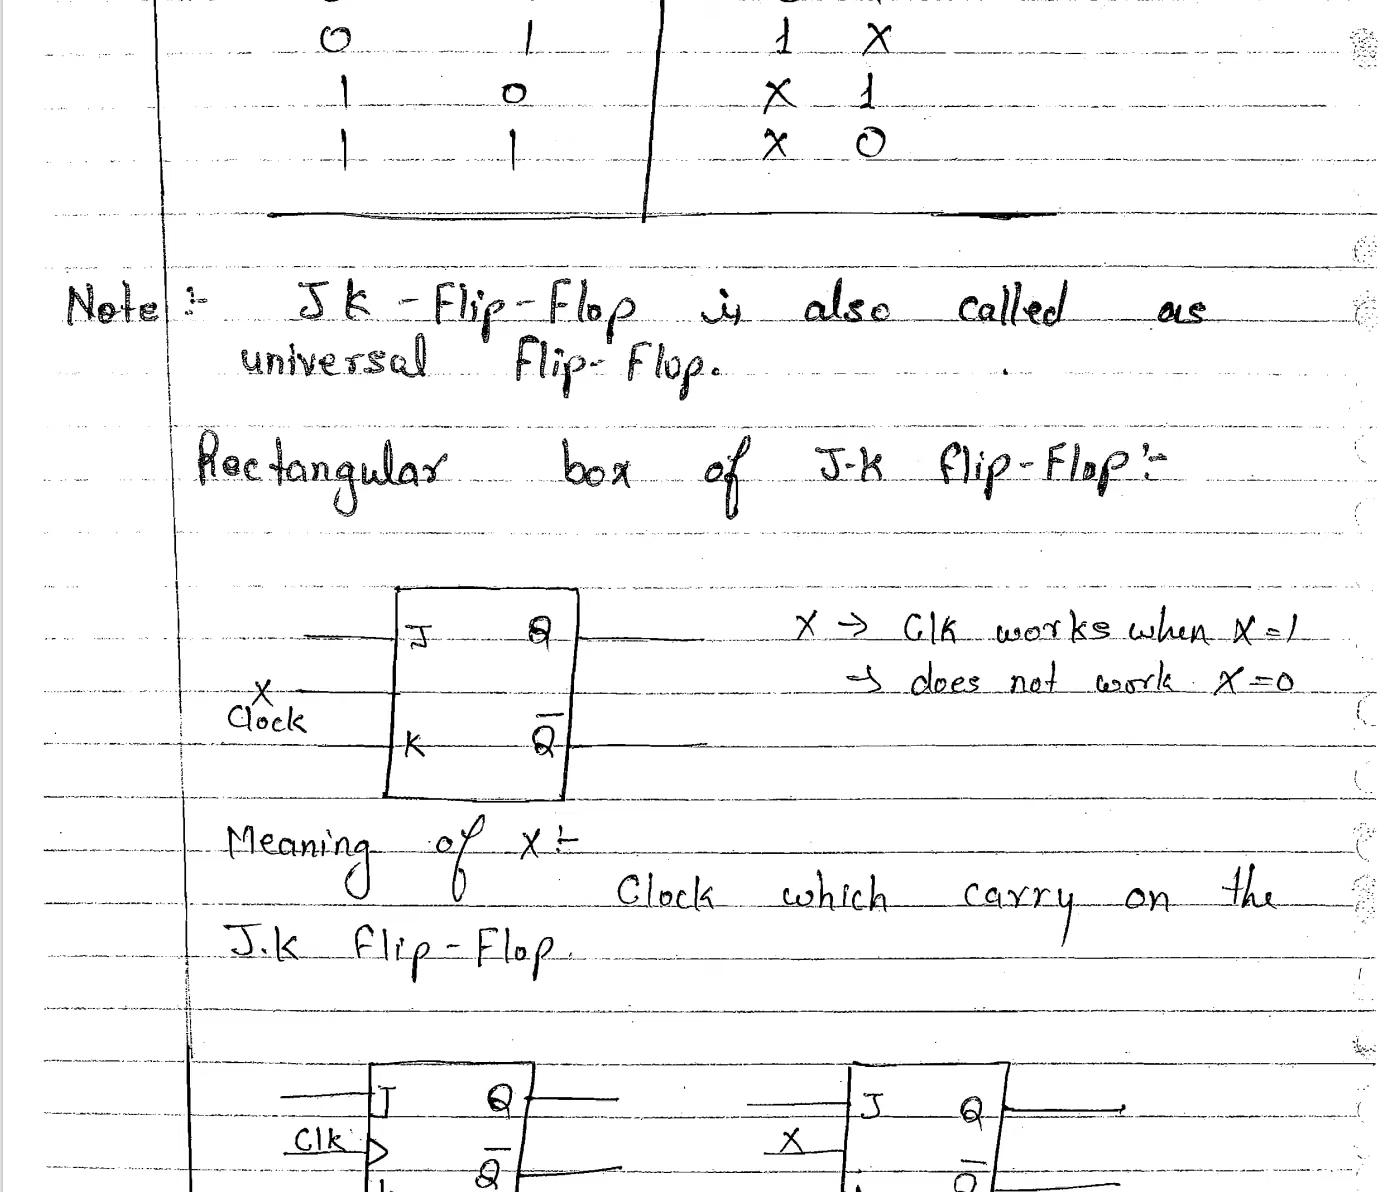 0 1 1 X
1 0 X 1
1 1 X 0
Note :- J K - Flip - Flop is also called as
universal Flip - Flop.
Rectangular box of J-K Flip - Flop :-
J Q
X → Clk works when X = 1
→ does not work X = 0
X
Clock
K Q̅
Meaning of X :-
Clock which carry on the
J.K Flip - Flop.
J Q J Q
Clk X
Q̅ Q̅